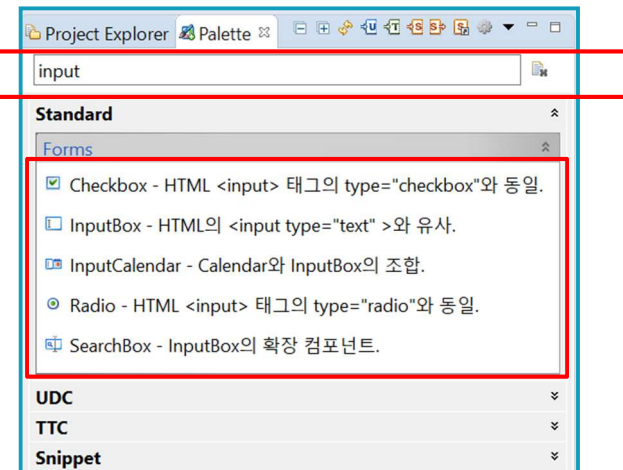 Project Explorer Palette
input
Standard
Forms
Checkbox - HTML <input> 태그의 type="checkbox"와 동일.
InputBox - HTML의 <input type="text" >와 유사.
InputCalendar - Calendar와 InputBox의 조합.
Radio - HTML <input> 태그의 type="radio"와 동일.
SearchBox - InputBox의 확장 컴포넌트.
UDC
TTC
Snippet